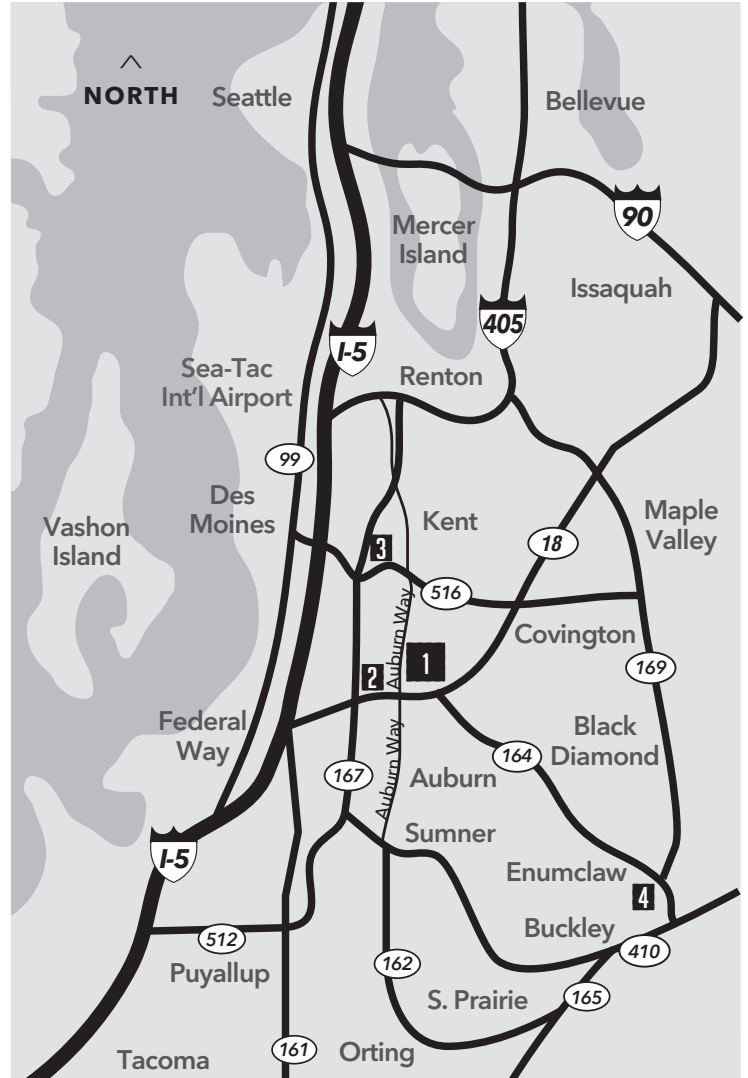 NORTH
Seattle
Bellevue
90
Mercer
Island
Issaquah
405
I-5
Renton
Sea-Tac
Int'l Airport
99
Des
Moines
Kent
Maple
Valley
Vashon
Island
3
18
516
Auburn Way
Covington
1
2
169
Federal
Way
Black
Diamond
164
Auburn Way
167
Auburn
Sumner
I-5
Enumclaw
4
Buckley
512
410
162
Puyallup
165
S. Prairie
161
Orting
Tacoma